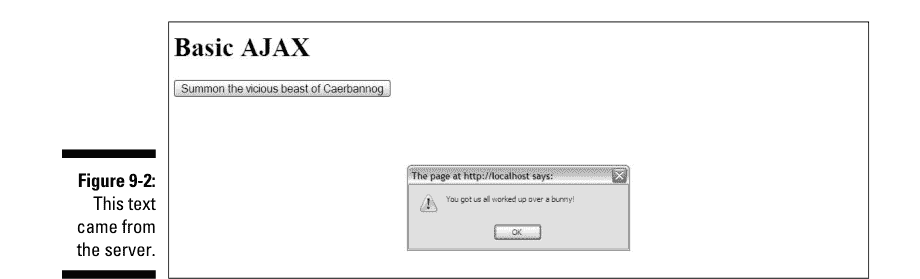 Basic AJAX
Summon the vicious beast of Caerbannog
The page at http://localhost says:
You got us all worked up over a bunny!
OK
Figure 9-2:
This text
came from
the server.